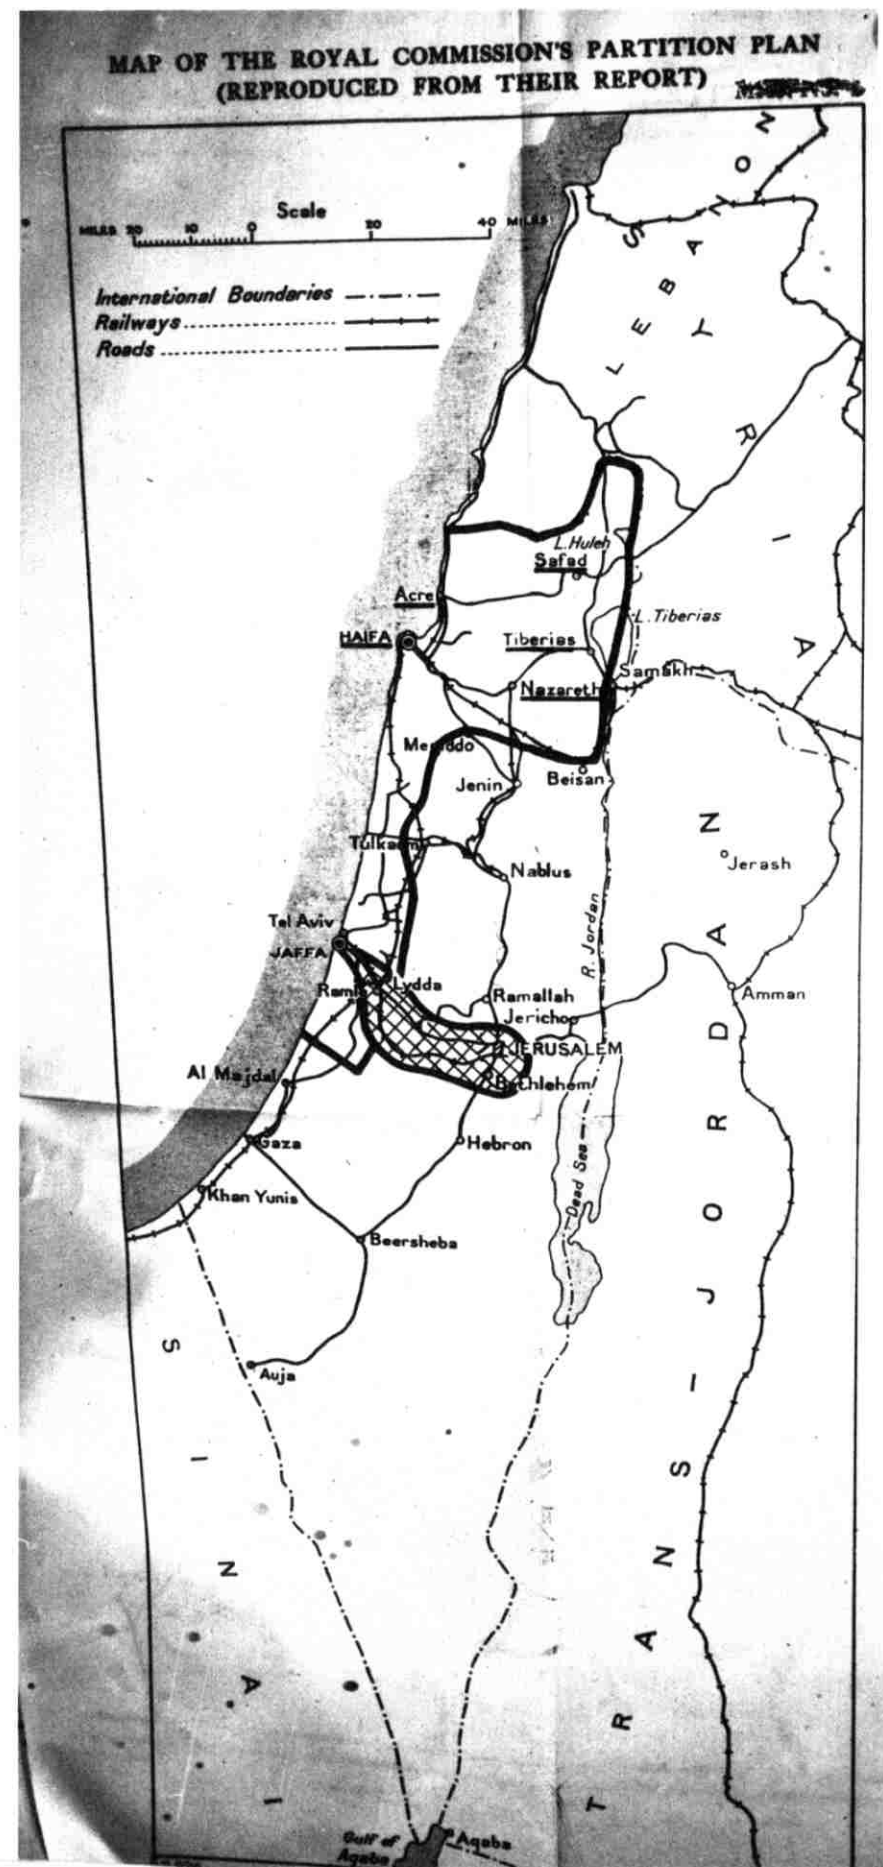 MAP OF THE ROYAL COMMISSION'S PARTITION PLAN
(REPRODUCED FROM THEIR REPORT)
Scale
MILES 20 10 0 20 40 MILES
International Boundaries
Railways
Roads
LEBANON
SYRIA
L. Huleh
Safad
Acre
L. Tiberias
HAIFA
Tiberias
Samakh
Nazareth
Megiddo
Jenin
Beisan
Tulkarm
Nablus
Jerash
R. Jordan
Tel Aviv
JAFFA
Lydda
Ramle
Ramallah
Amman
Jericho
JERUSALEM
Al Majdal
Bethlehem
Gaza
Hebron
Dead Sea
Khan Yunis
Beersheba
Auja
SINAI
TRANS-JORDAN
Gulf of
Aqaba
Aqaba